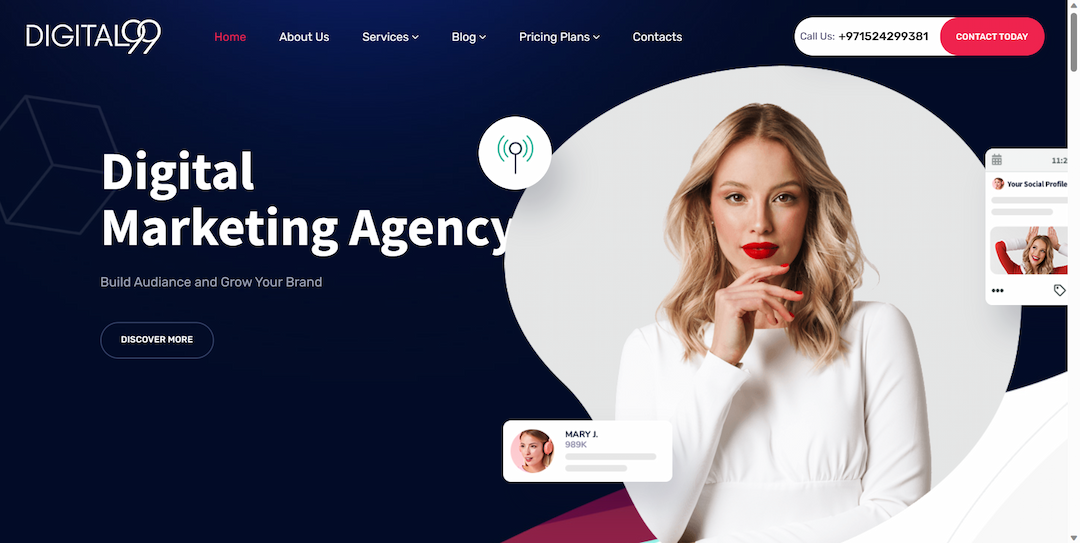 DIGITAL99
Home
About Us
Services
Blog
Pricing Plans
Contacts
Call Us: +971524299381
CONTACT TODAY
Digital
Marketing Agency
Build Audiance and Grow Your Brand
DISCOVER MORE
11:2
Your Social Profile
MARY J.
989K